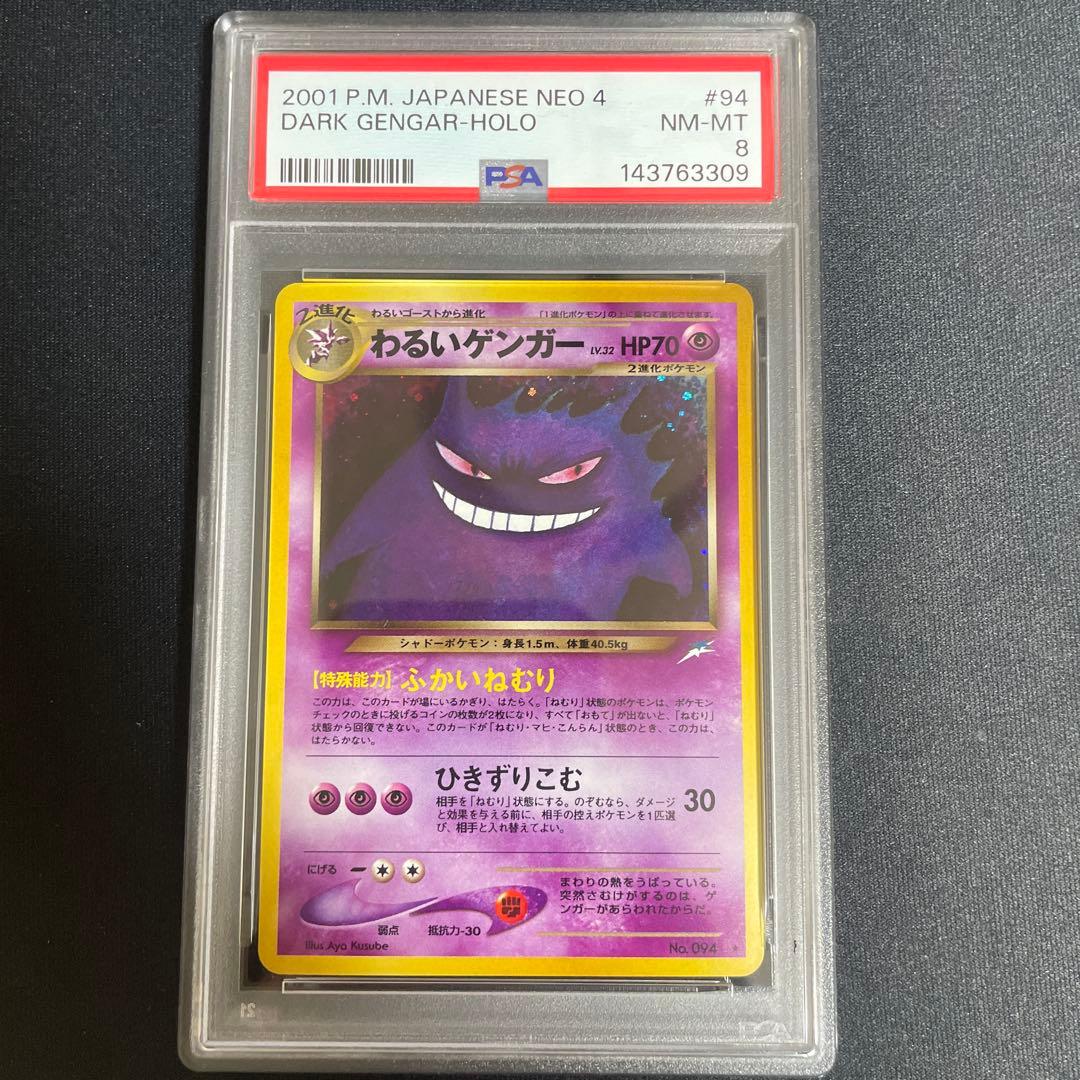 2001 P.M. JAPANESE NEO 4 #94
DARK GENGAR-HOLO NM-MT
8
PSA 143763309
2進化
わるいゴーストから進化 「1進化ポケモン」の上に重ねて進化させます。
わるいゲンガー LV.32 HP70
2進化ポケモン
シャドーポケモン：身長1.5m、体重40.5kg
【特殊能力】ふかいねむり
この力は、このカードが場にいるかぎり、はたらく。「ねむり」状態のポケモンは、ポケモン
チェックのときに投げるコインの枚数が2枚になり、すべて「おもて」が出ないと、「ねむり」
状態から回復できない。このカードが「ねむり・マヒ・こんらん」状態のとき、この力は、
はたらかない。
ひきずりこむ
相手を「ねむり」状態にする。のぞむなら、ダメージ
と効果を与える前に、相手の控えポケモンを1匹選
び、相手と入れ替えてよい。
30
にげる
弱点 抵抗力-30
まわりの熱をうばっている。
突然さむけがするのは、ゲ
ンガーがあらわれたからだ。
Illus. Aya Kusube No. 094 ★